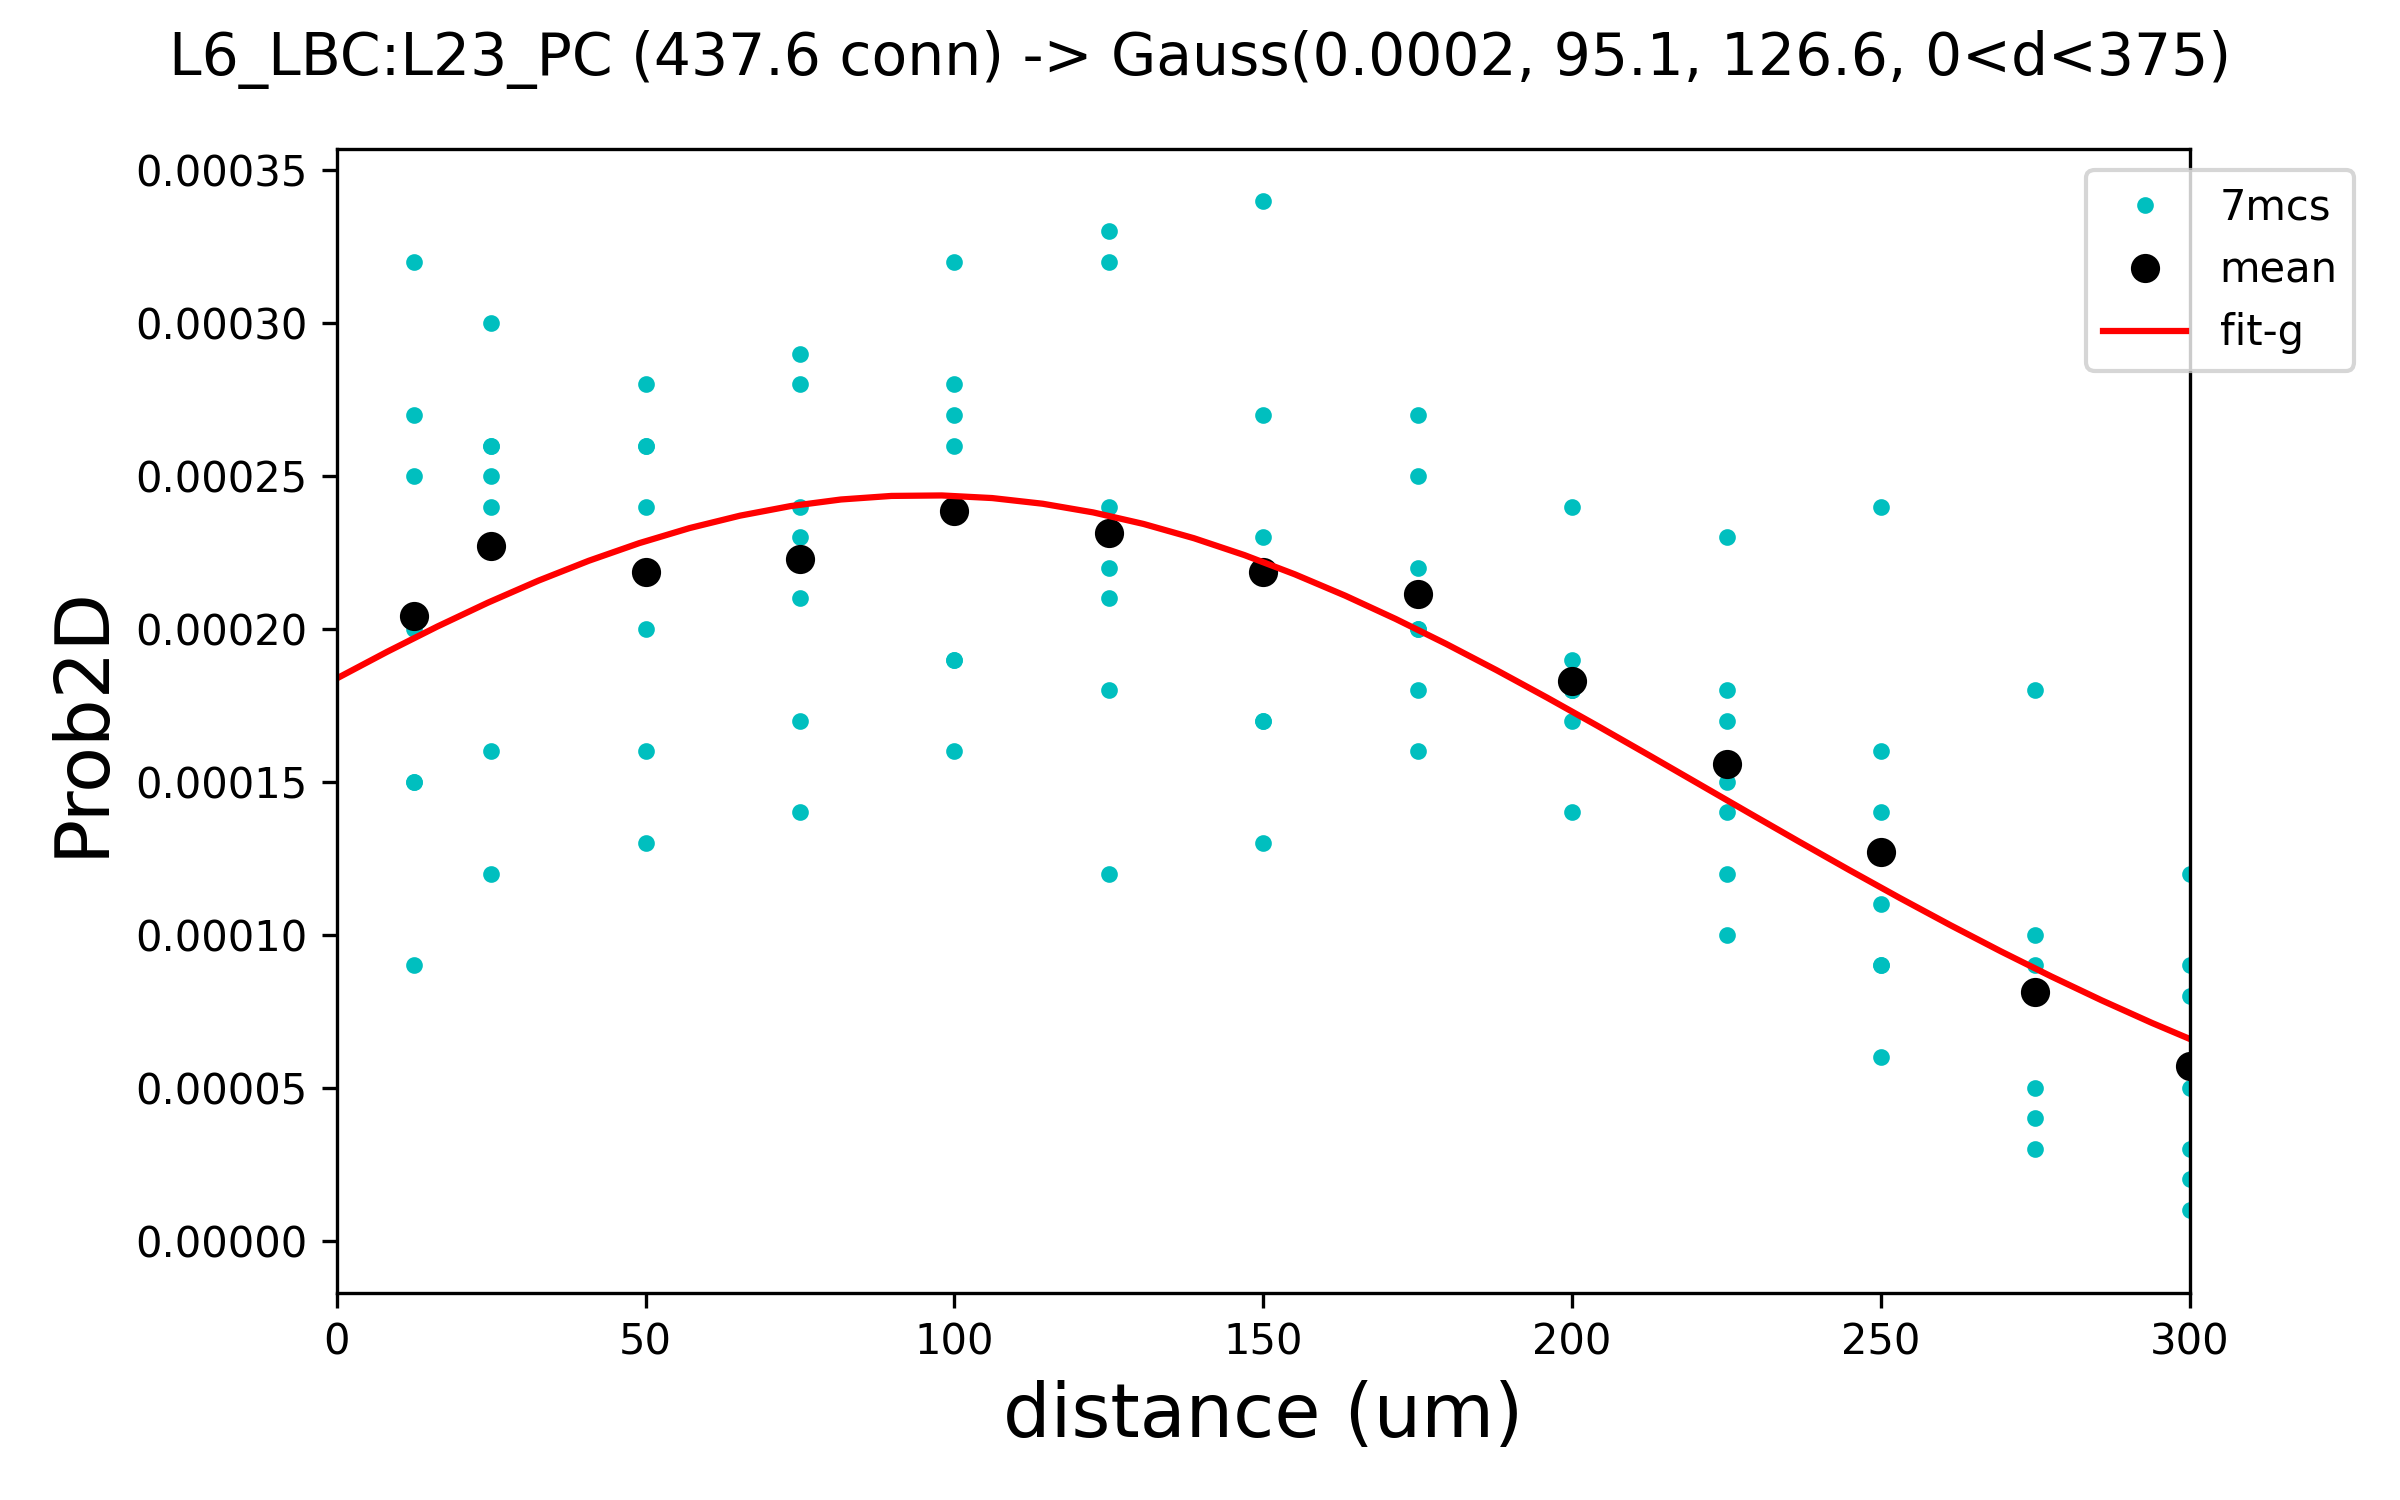 L6_LBC:L23_PC (437.6 conn) -> Gauss(0.0002, 95.1, 126.6, 0<d<375)
0.00035
0.00030
0.00025
0.00020
0.00015
0.00010
0.00005
0.00000
Prob2D
7mcs
mean
fit-g
0 50 100 150 200 250 300
distance (um)